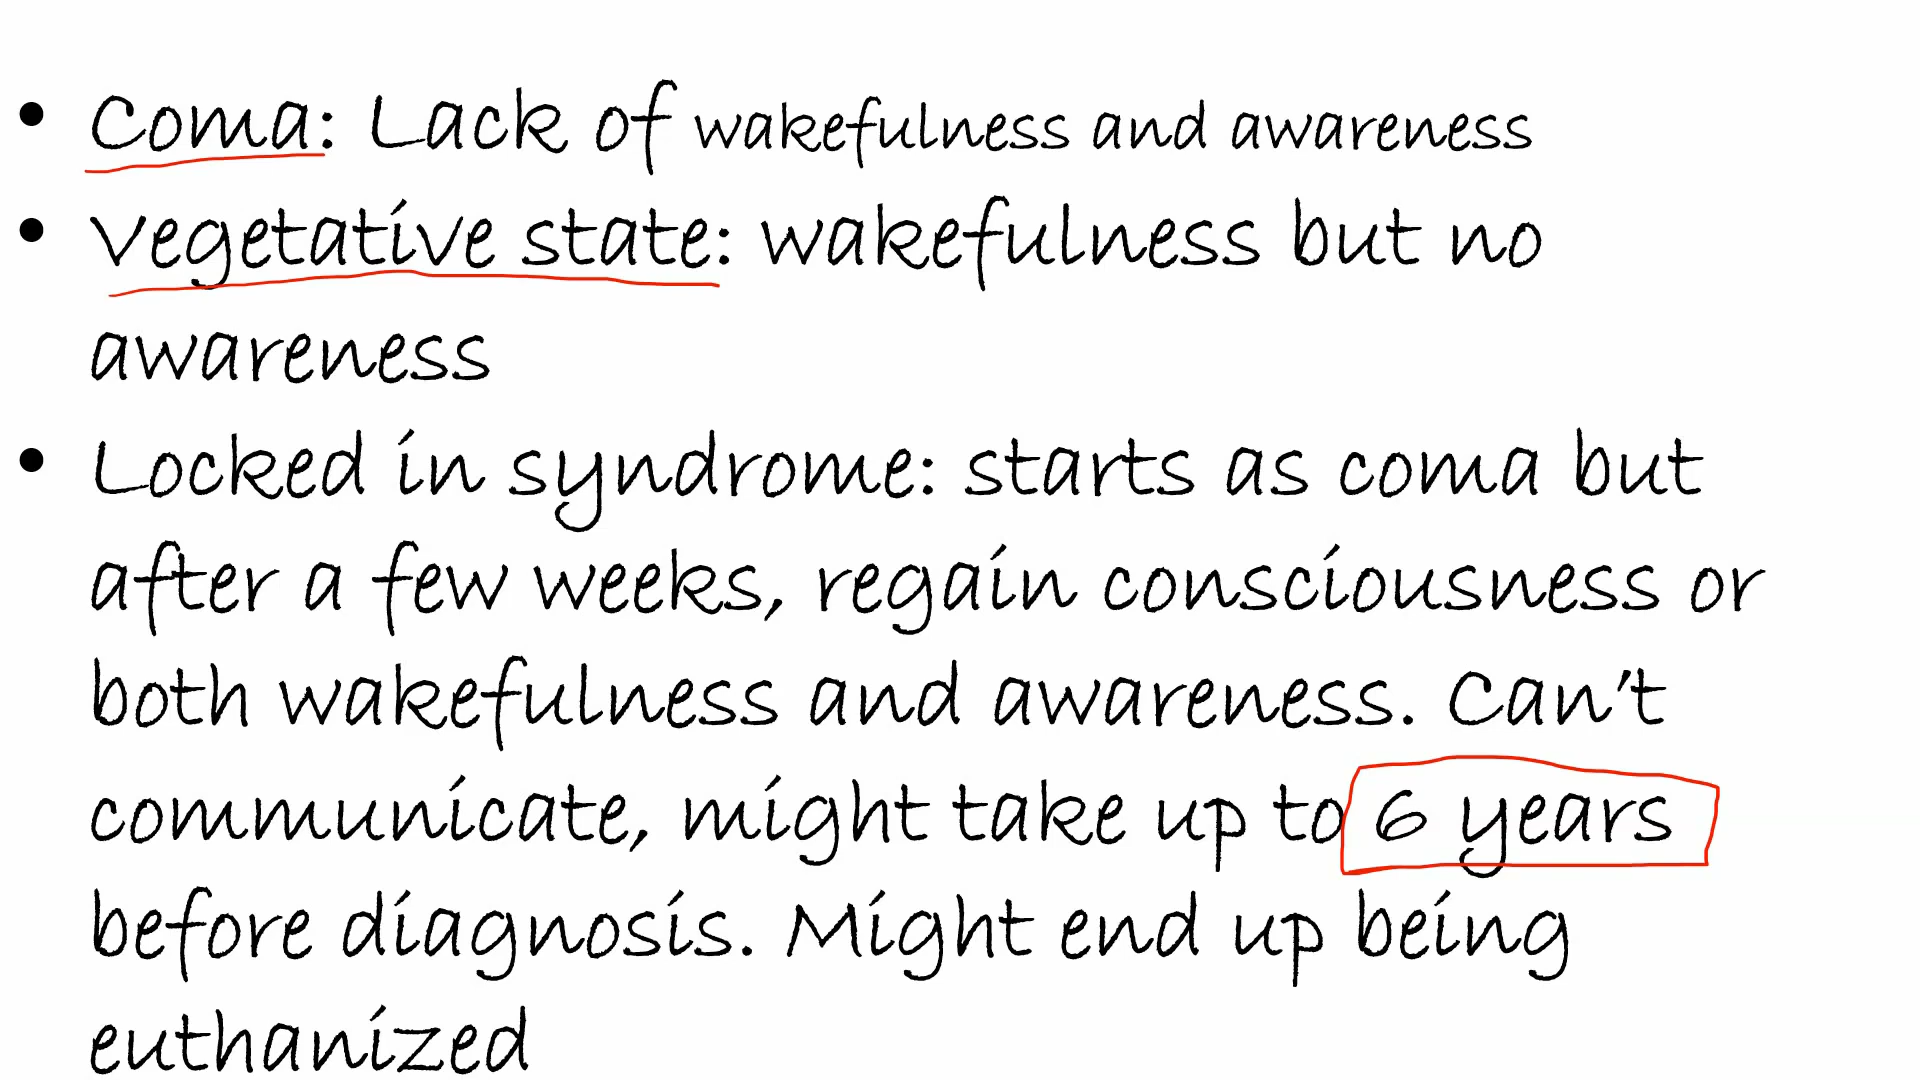 • Coma: Lack of wakefulness and awareness
• Vegetative state: wakefulness but no
awareness
• Locked in syndrome: starts as coma but
after a few weeks, regain consciousness or
both wakefulness and awareness. Can't
communicate, might take up to 6 years
before diagnosis. Might end up being
euthanized